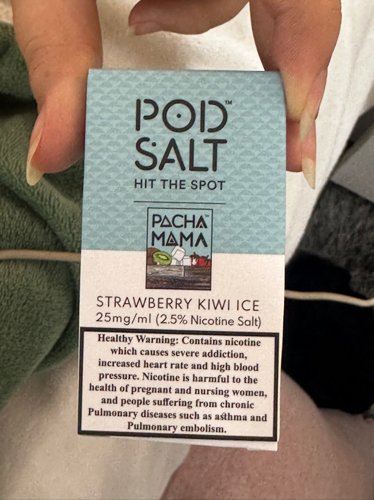 POD™
SALT
HIT THE SPOT
PACHA™
MAMA
STRAWBERRY KIWI ICE
25mg/ml (2.5% Nicotine Salt)
Healthy Warning: Contains nicotine
which causes severe addiction,
increased heart rate and high blood
pressure. Nicotine is harmful to the
health of pregnant and nursing women,
and people suffering from chronic
Pulmonary diseases such as asthma and
Pulmonary embolism.